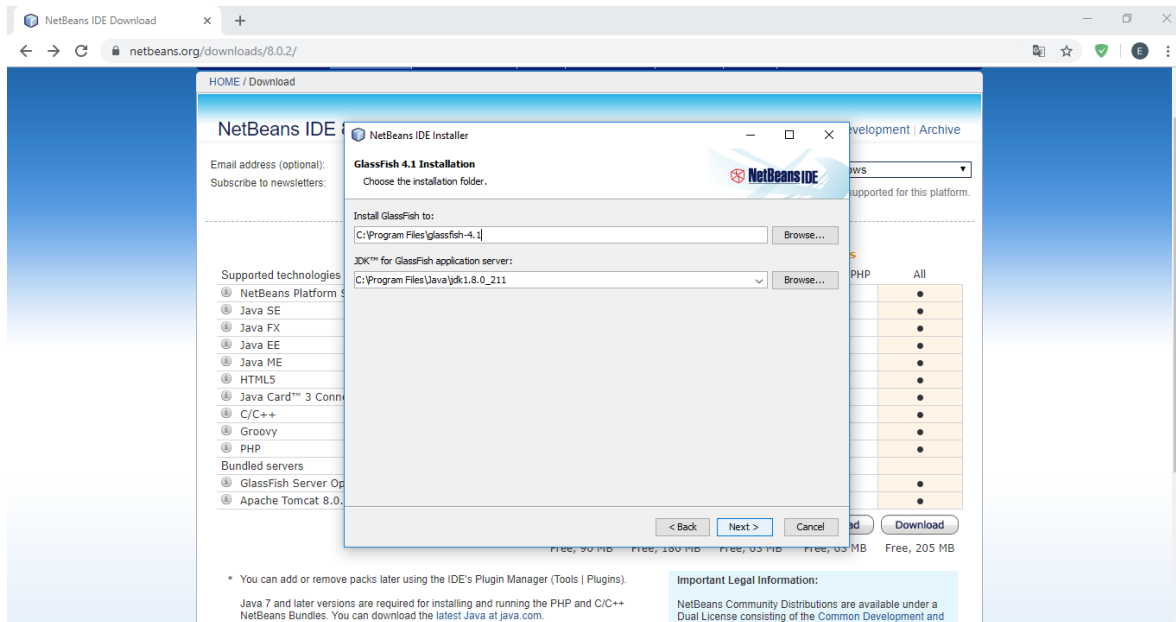 NetBeans IDE Download
netbeans.org/downloads/8.0.2/
E
HOME / Download
NetBeans IDE
Development | Archive
Email address (optional):
Subscribe to newsletters:
supported for this platform.
NetBeans IDE Installer
GlassFish 4.1 Installation
Choose the installation folder.
NetBeans IDE
Install GlassFish to:
C:\Program Files\glassfish-4.1
Browse...
JDK™ for GlassFish application server:
C:\Program Files\Java\jdk1.8.0_211
Browse...
< Back
Next >
Cancel
Supported technologies
PHP
All
NetBeans Platform
Java SE
Java FX
Java EE
Java ME
HTML5
Java Card™ 3
C/C++
Groovy
PHP
Bundled servers
GlassFish Server
Apache Tomcat 8.0.
Download
Free, 205 MB
* You can add or remove packs later using the IDE's Plugin Manager (Tools | Plugins).
Java 7 and later versions are required for installing and running the PHP and C/C++
NetBeans Bundles. You can download the latest Java at java.com.
Important Legal Information:
NetBeans Community Distributions are available under a
Dual License consisting of the Common Development and